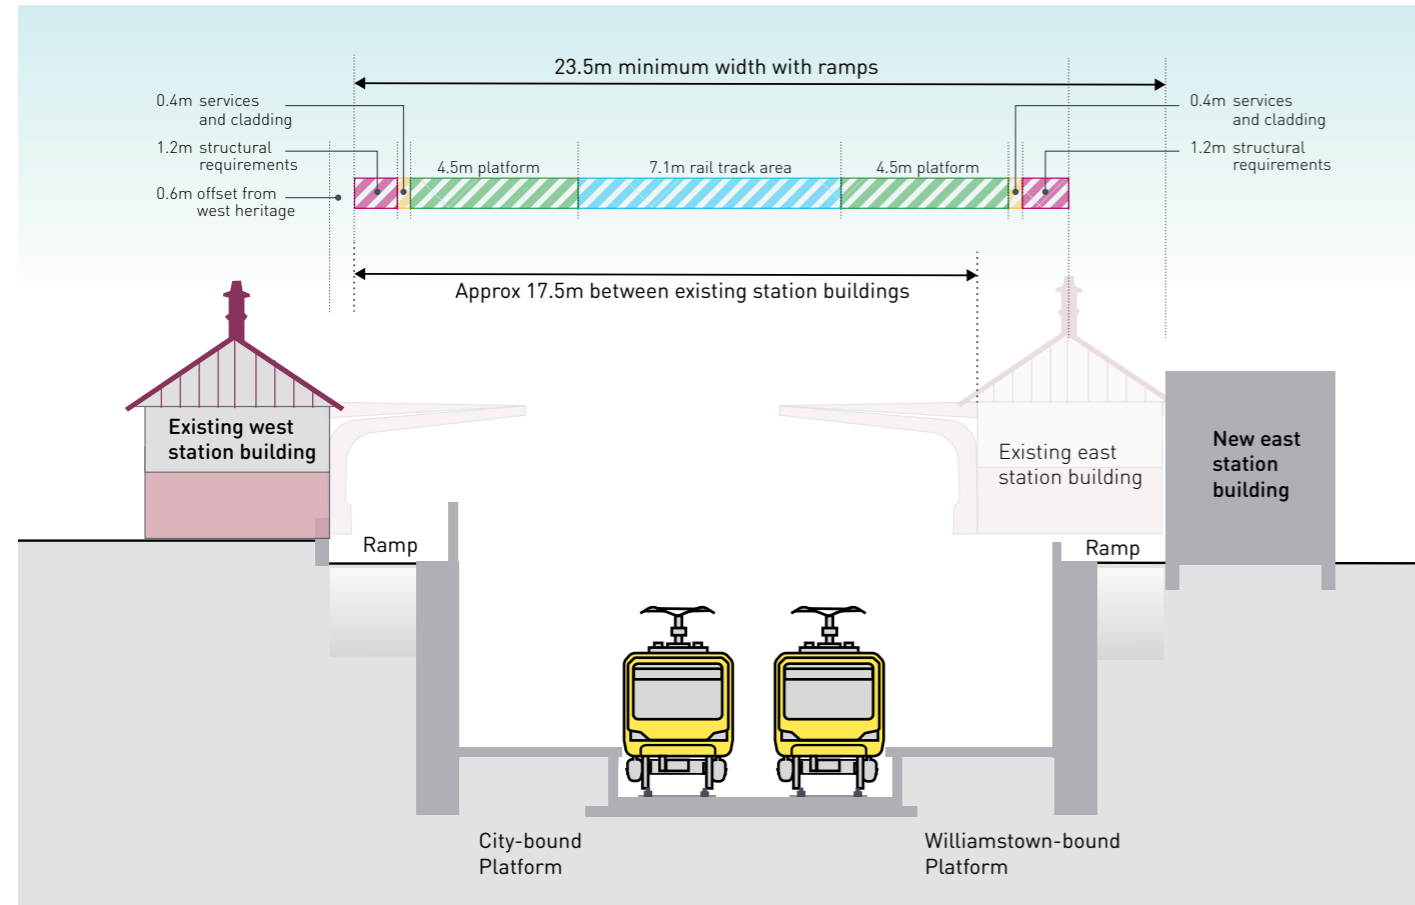 23.5m minimum width with ramps
0.4m services
and cladding
1.2m structural
requirements
0.6m offset from
west heritage
4.5m platform
7.1m rail track area
4.5m platform
0.4m services
and cladding
1.2m structural
requirements
Approx 17.5m between existing station buildings
Existing west
station building
Existing east
station building
New east
station
building
Ramp
Ramp
City-bound
Platform
Williamstown-bound
Platform